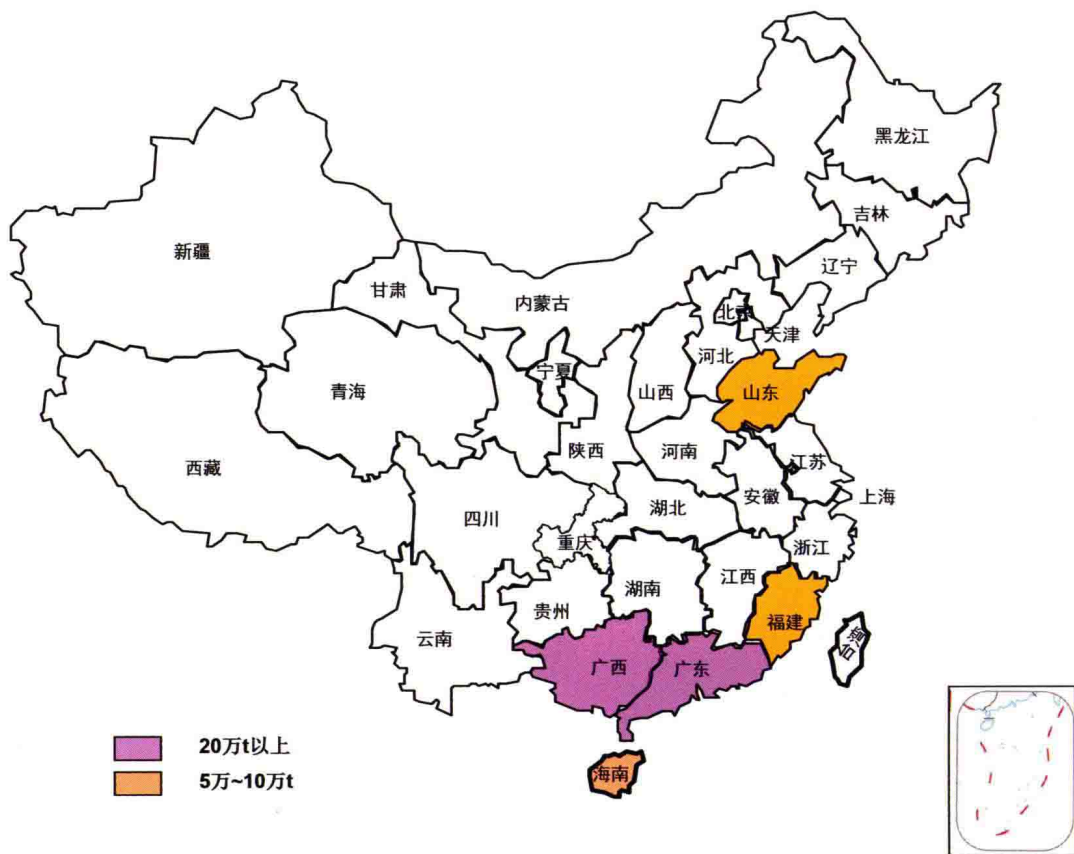 黑龙江
吉林
辽宁
新疆
甘肃
内蒙古
北京
天津
河北
宁夏
山西
山东
青海
陕西
河南
江苏
西藏
安徽
上海
四川
湖北
重庆
浙江
湖南
江西
贵州
福建
云南
台湾
广西
广东
20万t以上
海南
5万~10万t